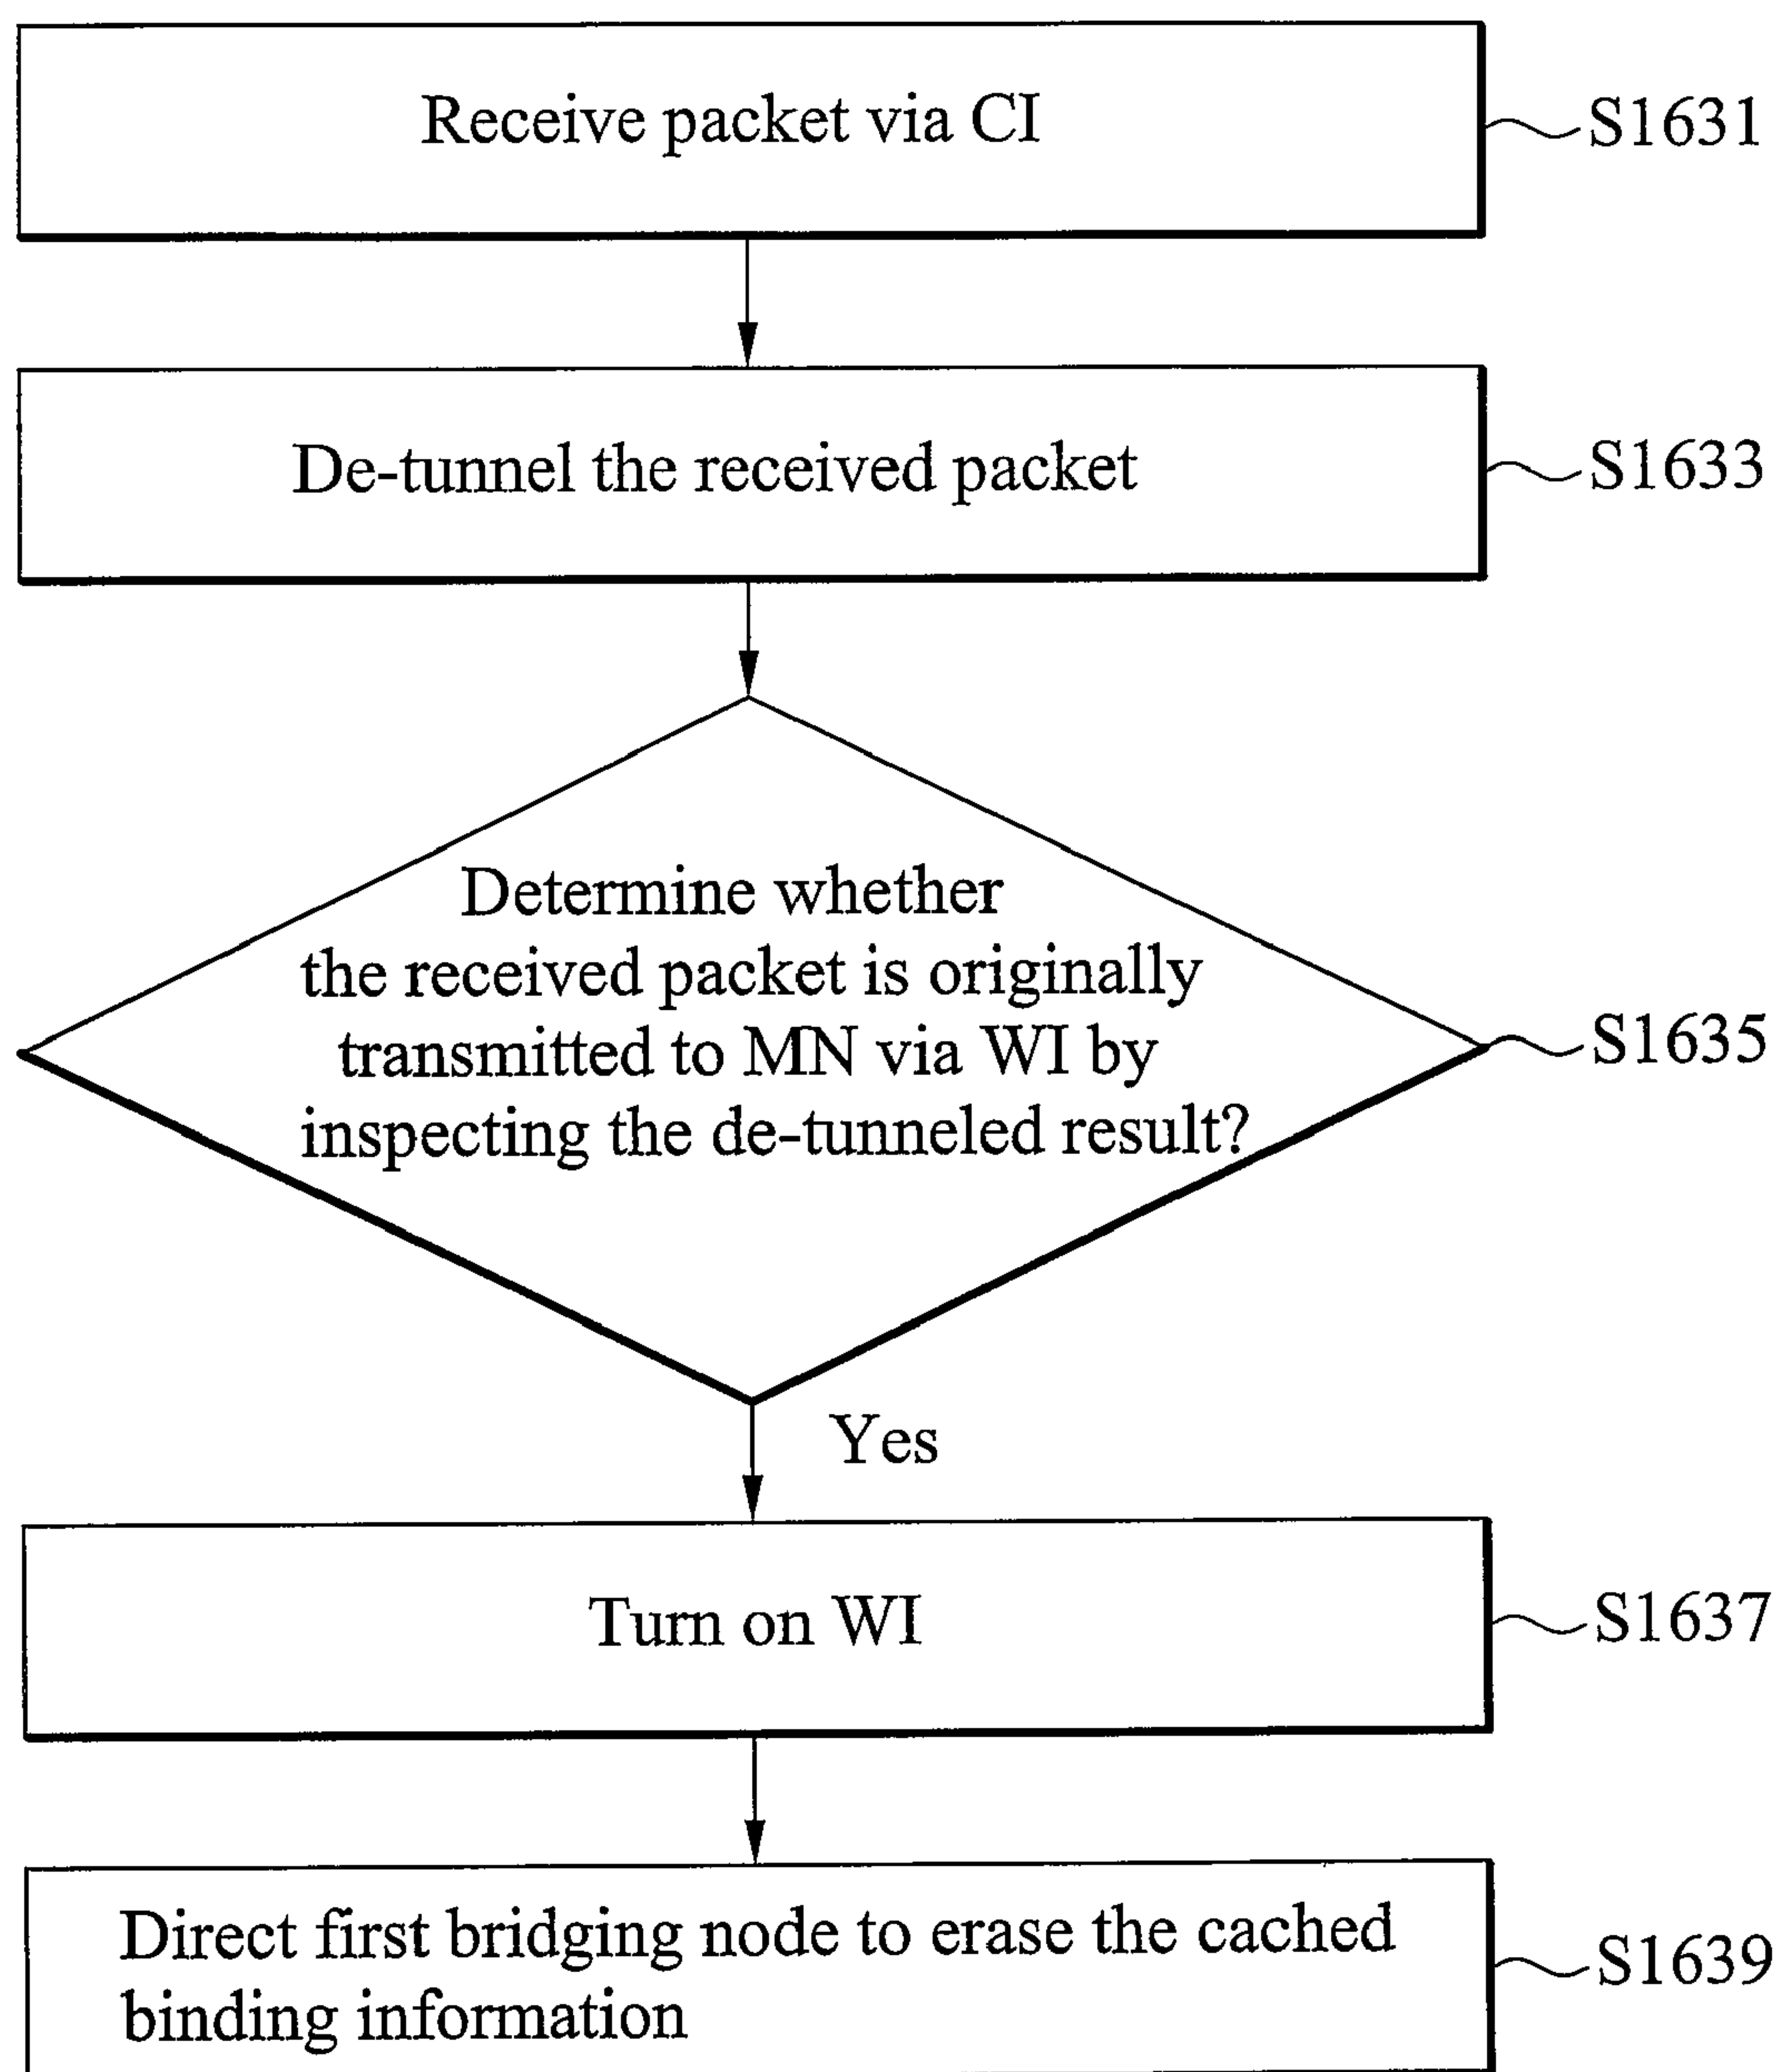 Receive packet via CI
S1631
De-tunnel the received packet
S1633
Determine whether
the received packet is originally
transmitted to MN via WI by
inspecting the de-tunneled result?
S1635
Yes
Turn on WI
S1637
Direct first bridging node to erase the cached
binding information
S1639